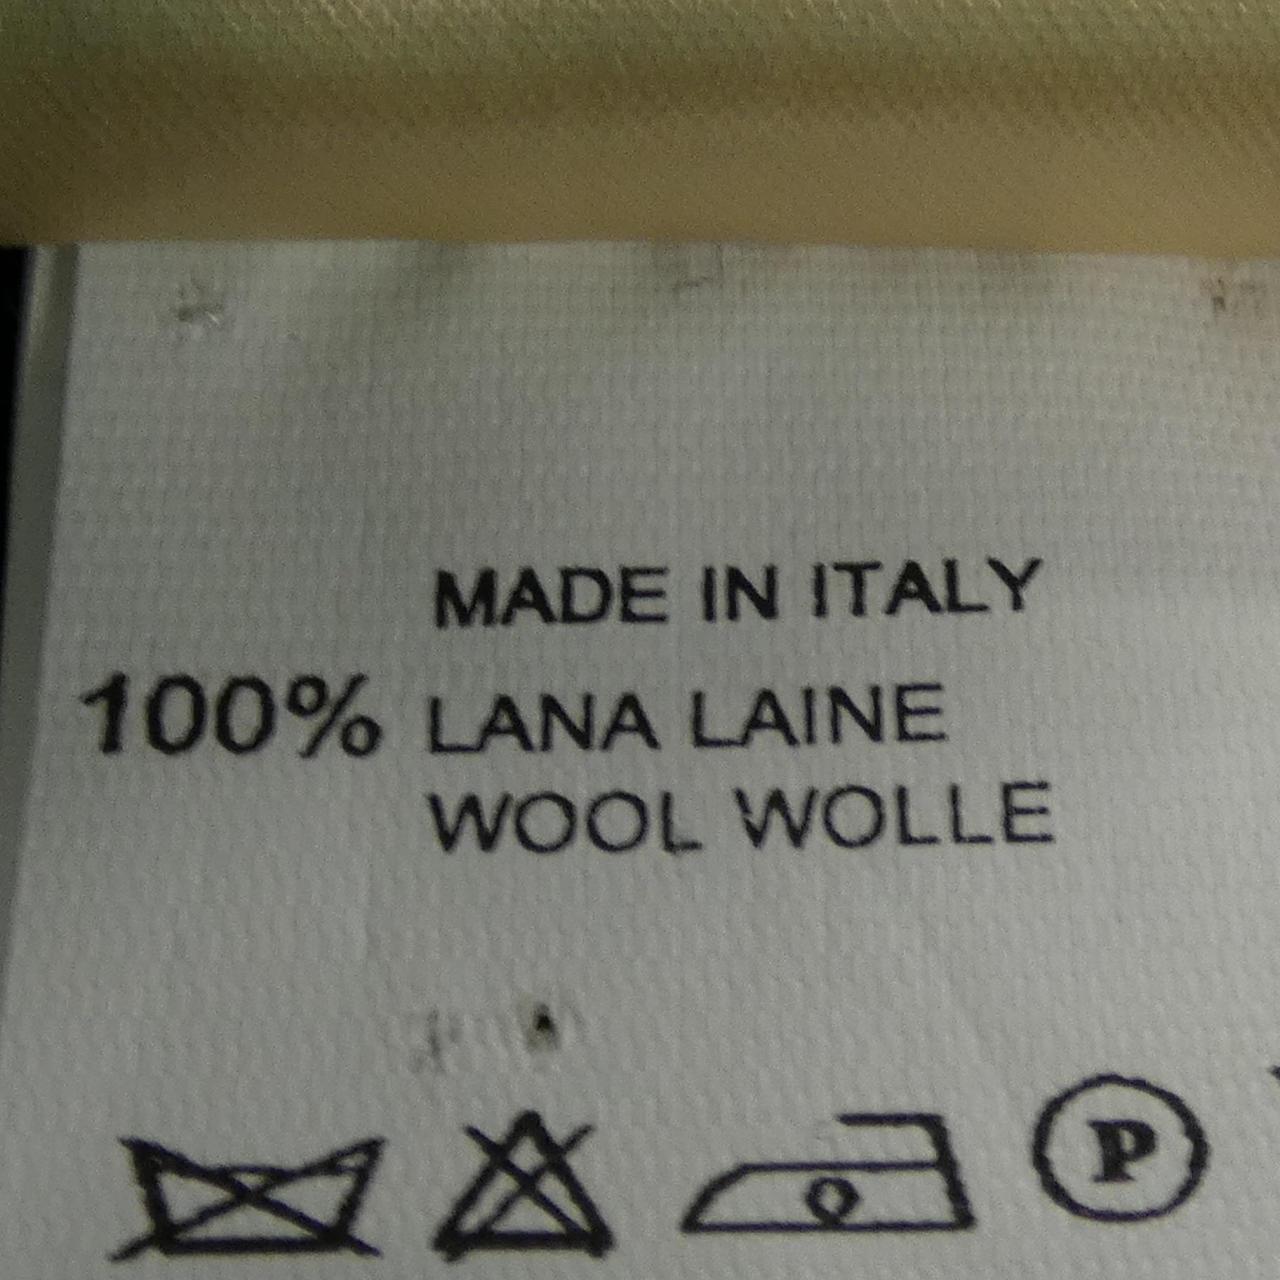 MADE IN ITALY
100% LANA LAINE
WOOL WOLLE
P